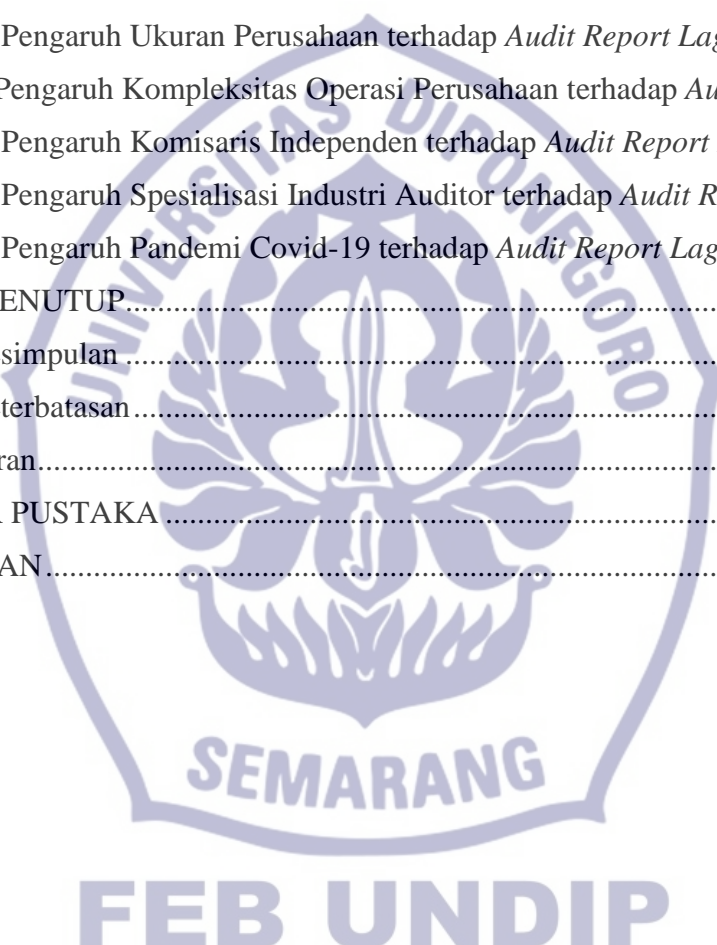 Pengaruh Ukuran Perusahaan terhadap Audit Report Lag
Pengaruh Kompleksitas Operasi Perusahaan terhadap Au
Pengaruh Komisaris Independen terhadap Audit Report
Pengaruh Spesialisasi Industri Auditor terhadap Audit R
Pengaruh Pandemi Covid-19 terhadap Audit Report Lag
ENUTUP........................................................................
simpulan........................................................................
terbatasan......................................................................
ran................................................................................
PUSTAKA....................................................................
AN................................................................................
UNIVERSITAS DIPONEGORO
SEMARANG
FEB UNDIP